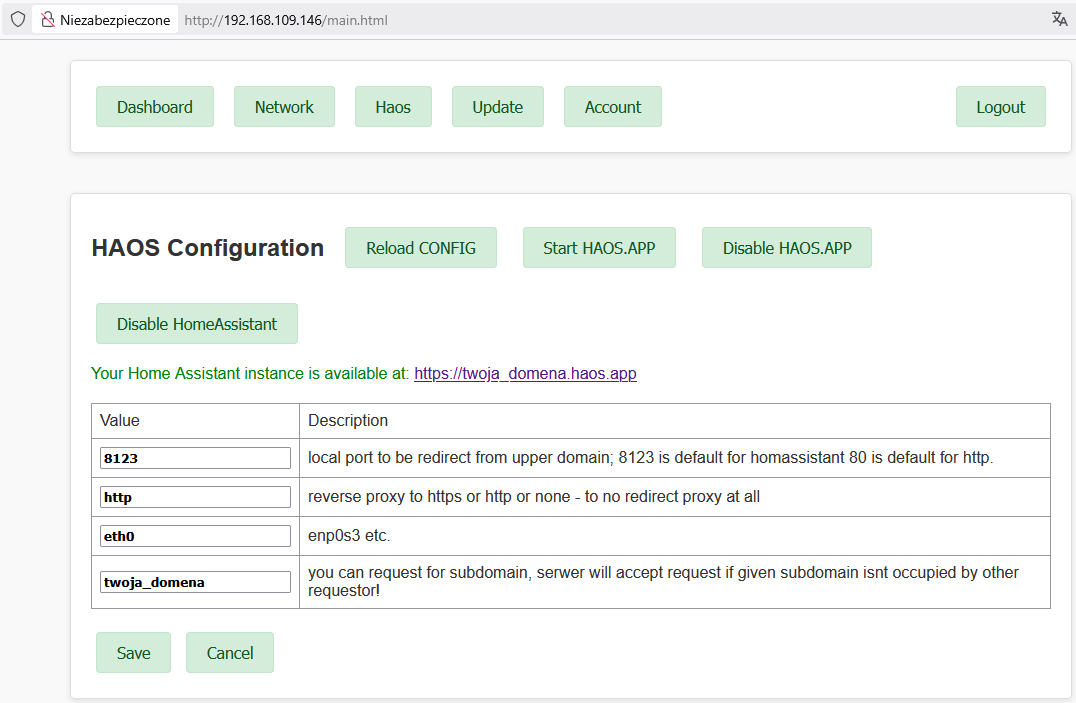 Niezabezpieczone http://192.168.109.146/main.html
Dashboard Network Haos Update Account Logout
HAOS Configuration Reload CONFIG Start HAOS.APP Disable HAOS.APP
Disable HomeAssistant
Your Home Assistant instance is available at: https://twoja_domena.haos.app
Value Description
8123 local port to be redirect from upper domain; 8123 is default for homassistant 80 is default for http.
http reverse proxy to https or http or none - to no redirect proxy at all
eth0 enp0s3 etc.
twoja_domena you can request for subdomain, serwer will accept request if given subdomain isnt occupied by other
requestor!
Save Cancel